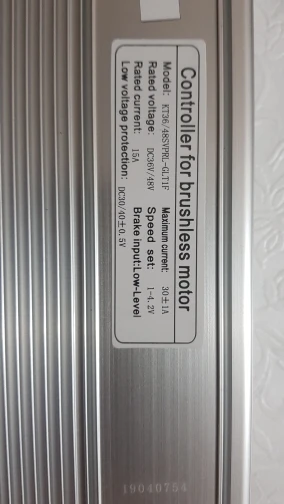 Controller for brushless motor
Model: KT36/48SVPRL-GLT1F Maximum current: 30±1A
Rated voltage: DC36V/48V Speed set: 1-4.2V
Rated current: 15A Brake input:Low-Level
Low voltage protection: DC30/40±0.5V
19040754